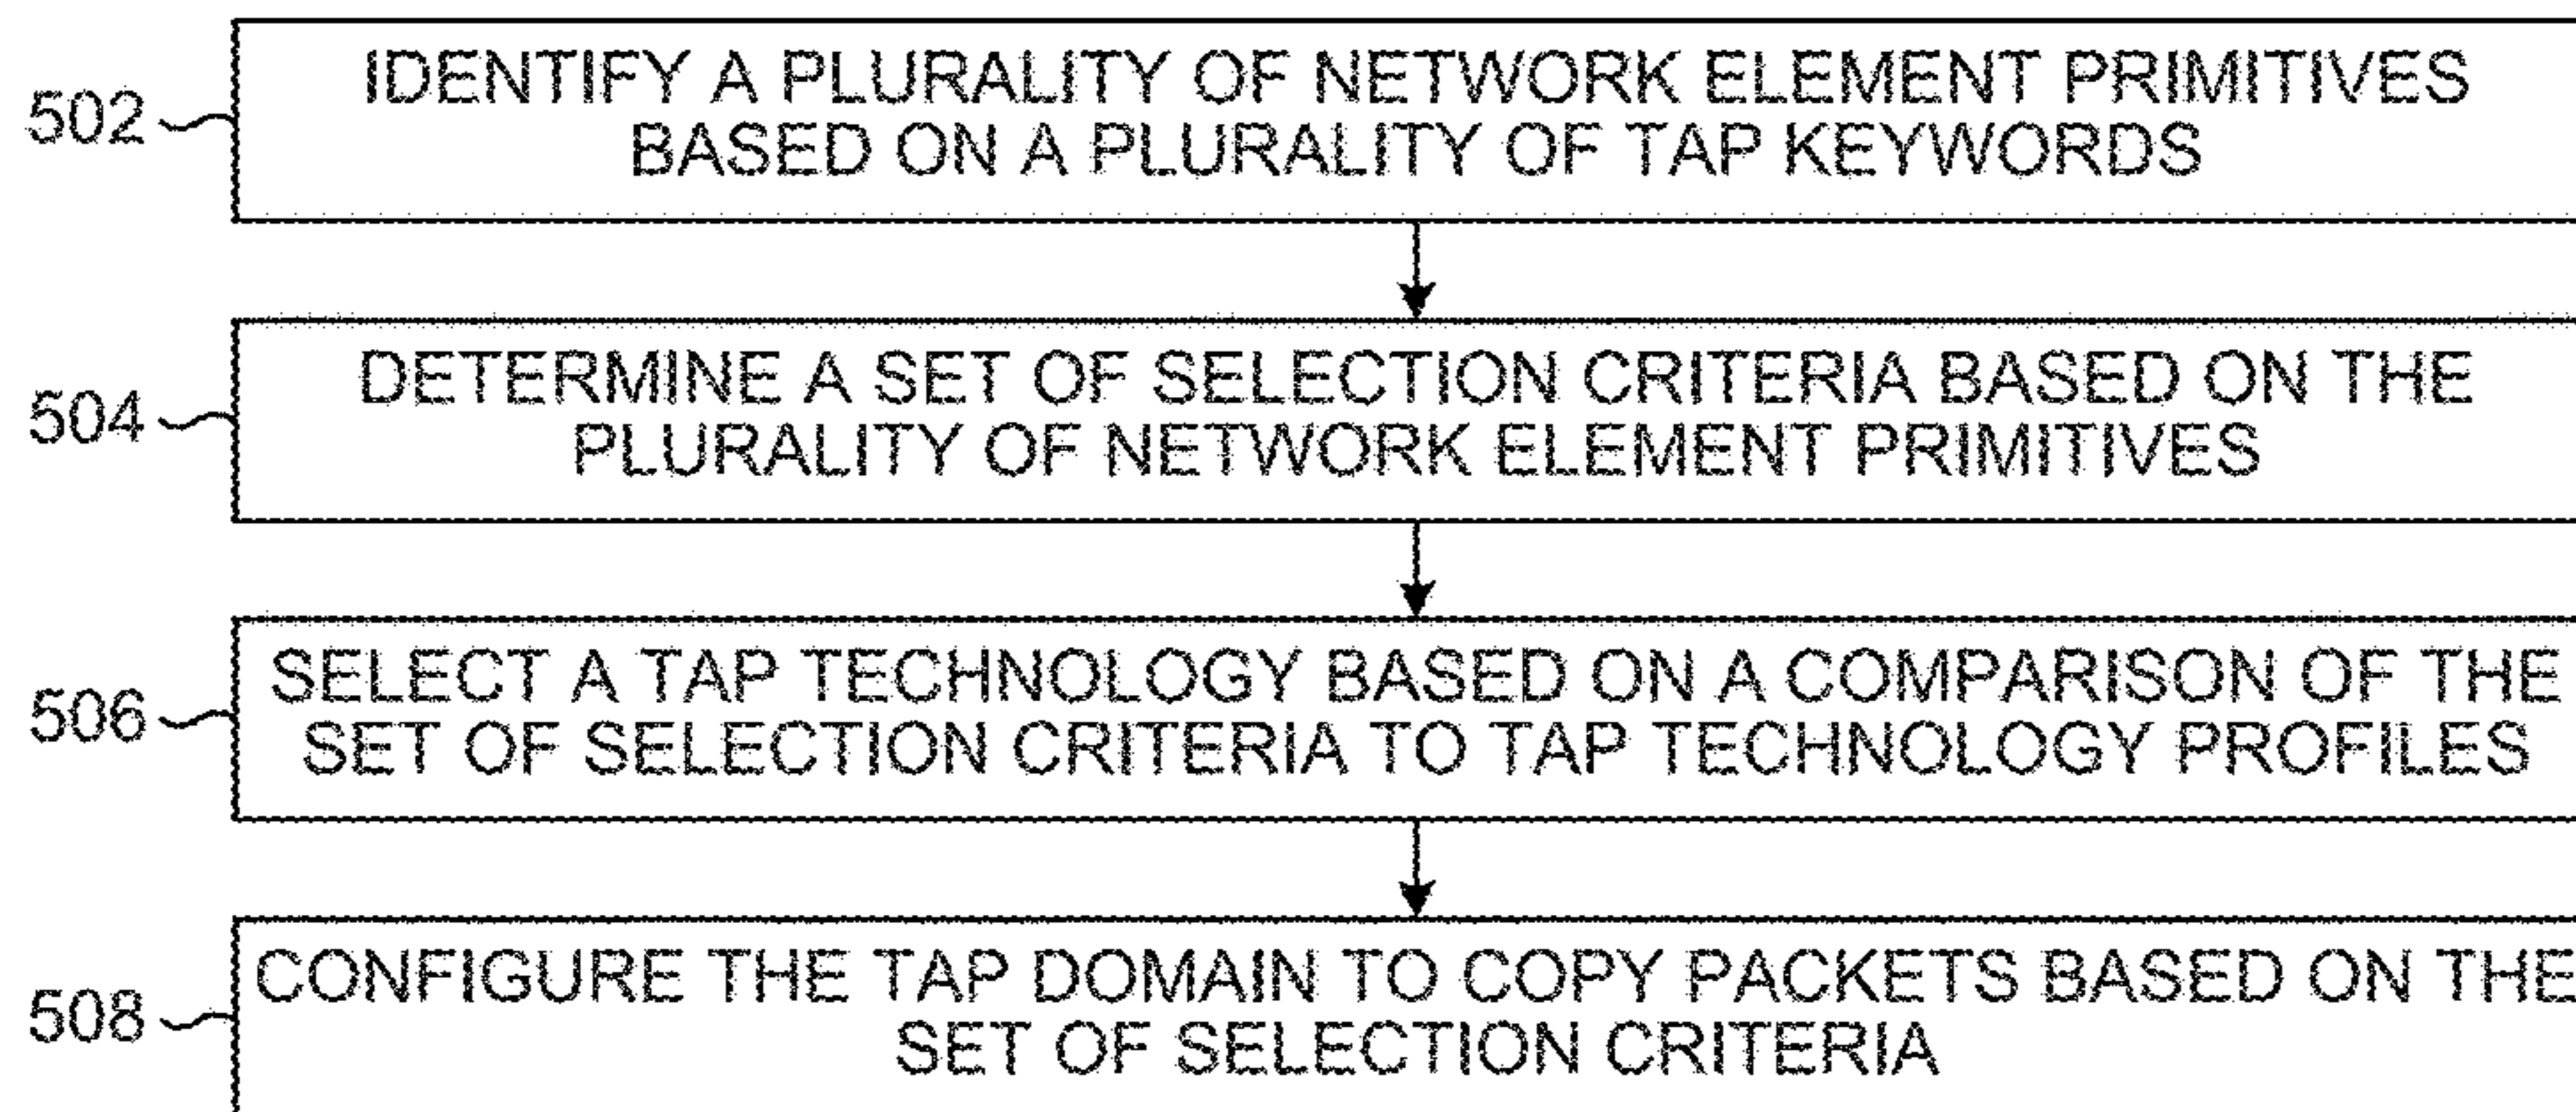 502
IDENTIFY A PLURALITY OF NETWORK ELEMENT PRIMITIVES
BASED ON A PLURALITY OF TAP KEYWORDS
504
DETERMINE A SET OF SELECTION CRITERIA BASED ON THE
PLURALITY OF NETWORK ELEMENT PRIMITIVES
506
SELECT A TAP TECHNOLOGY BASED ON A COMPARISON OF THE
SET OF SELECTION CRITERIA TO TAP TECHNOLOGY PROFILES
508
CONFIGURE THE TAP DOMAIN TO COPY PACKETS BASED ON THE
SET OF SELECTION CRITERIA